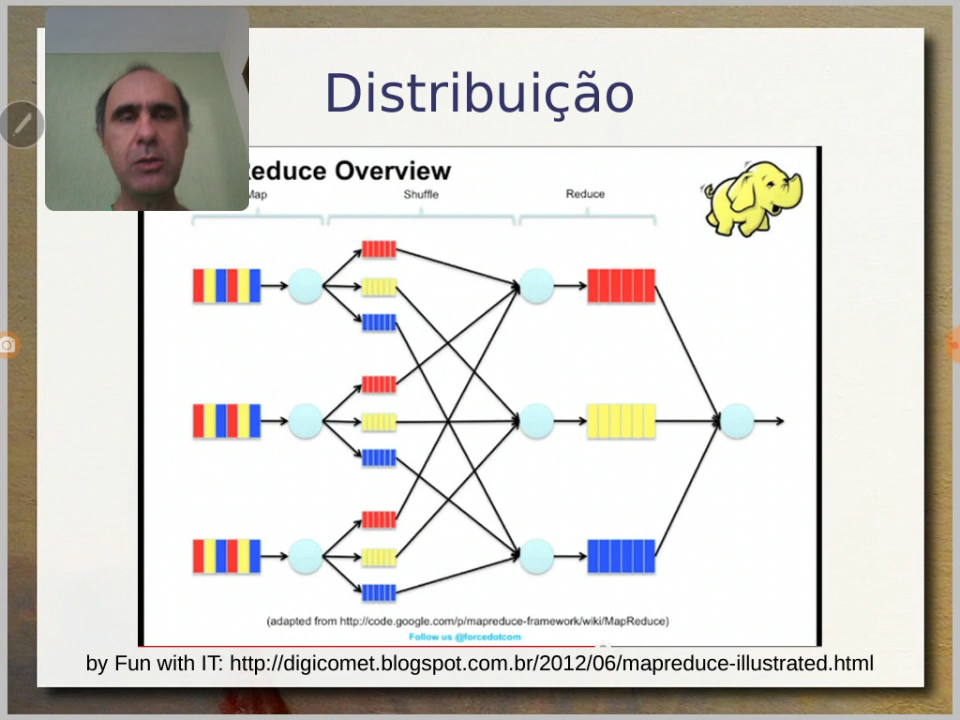 Distribuição
Reduce Overview
Map
Shuffle
Reduce
(adapted from http://code.google.com/p/mapreduce-framework/wiki/MapReduce)
Follow us @forcedotcom
by Fun with IT: http://digicomet.blogspot.com.br/2012/06/mapreduce-illustrated.html